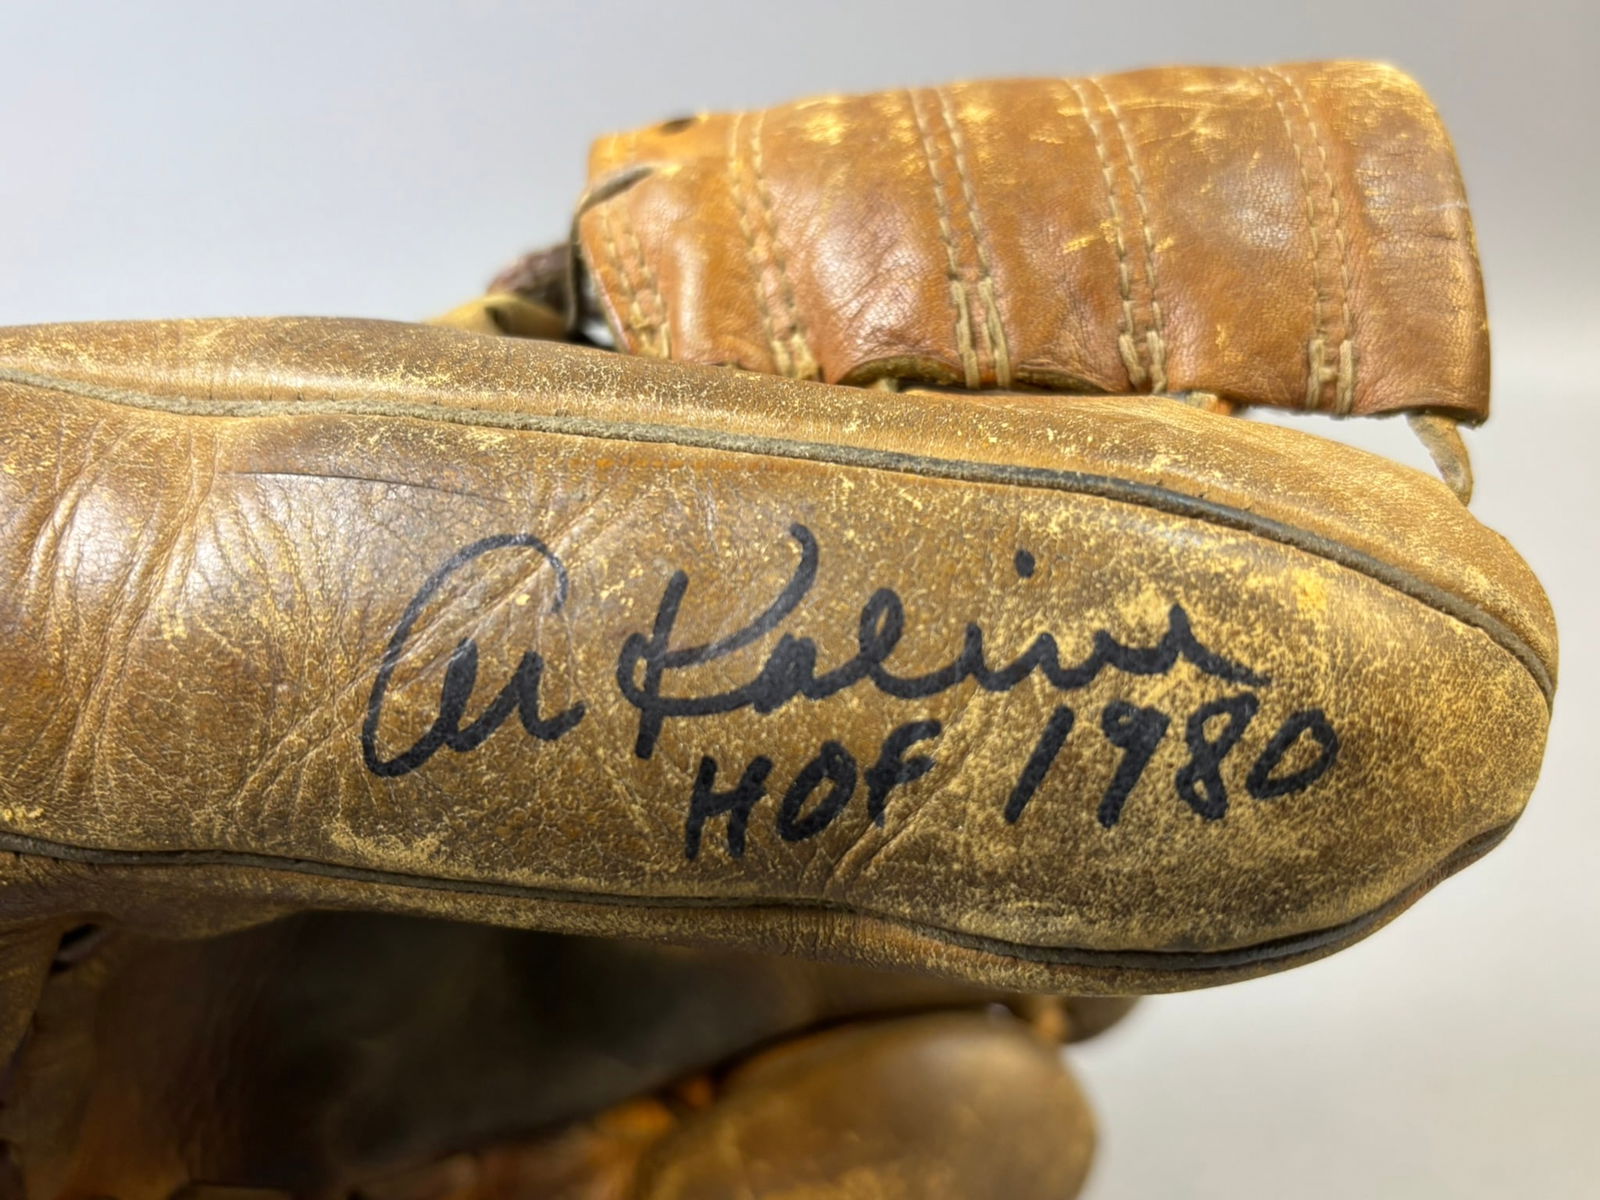 Al Kaline
HOF 1980